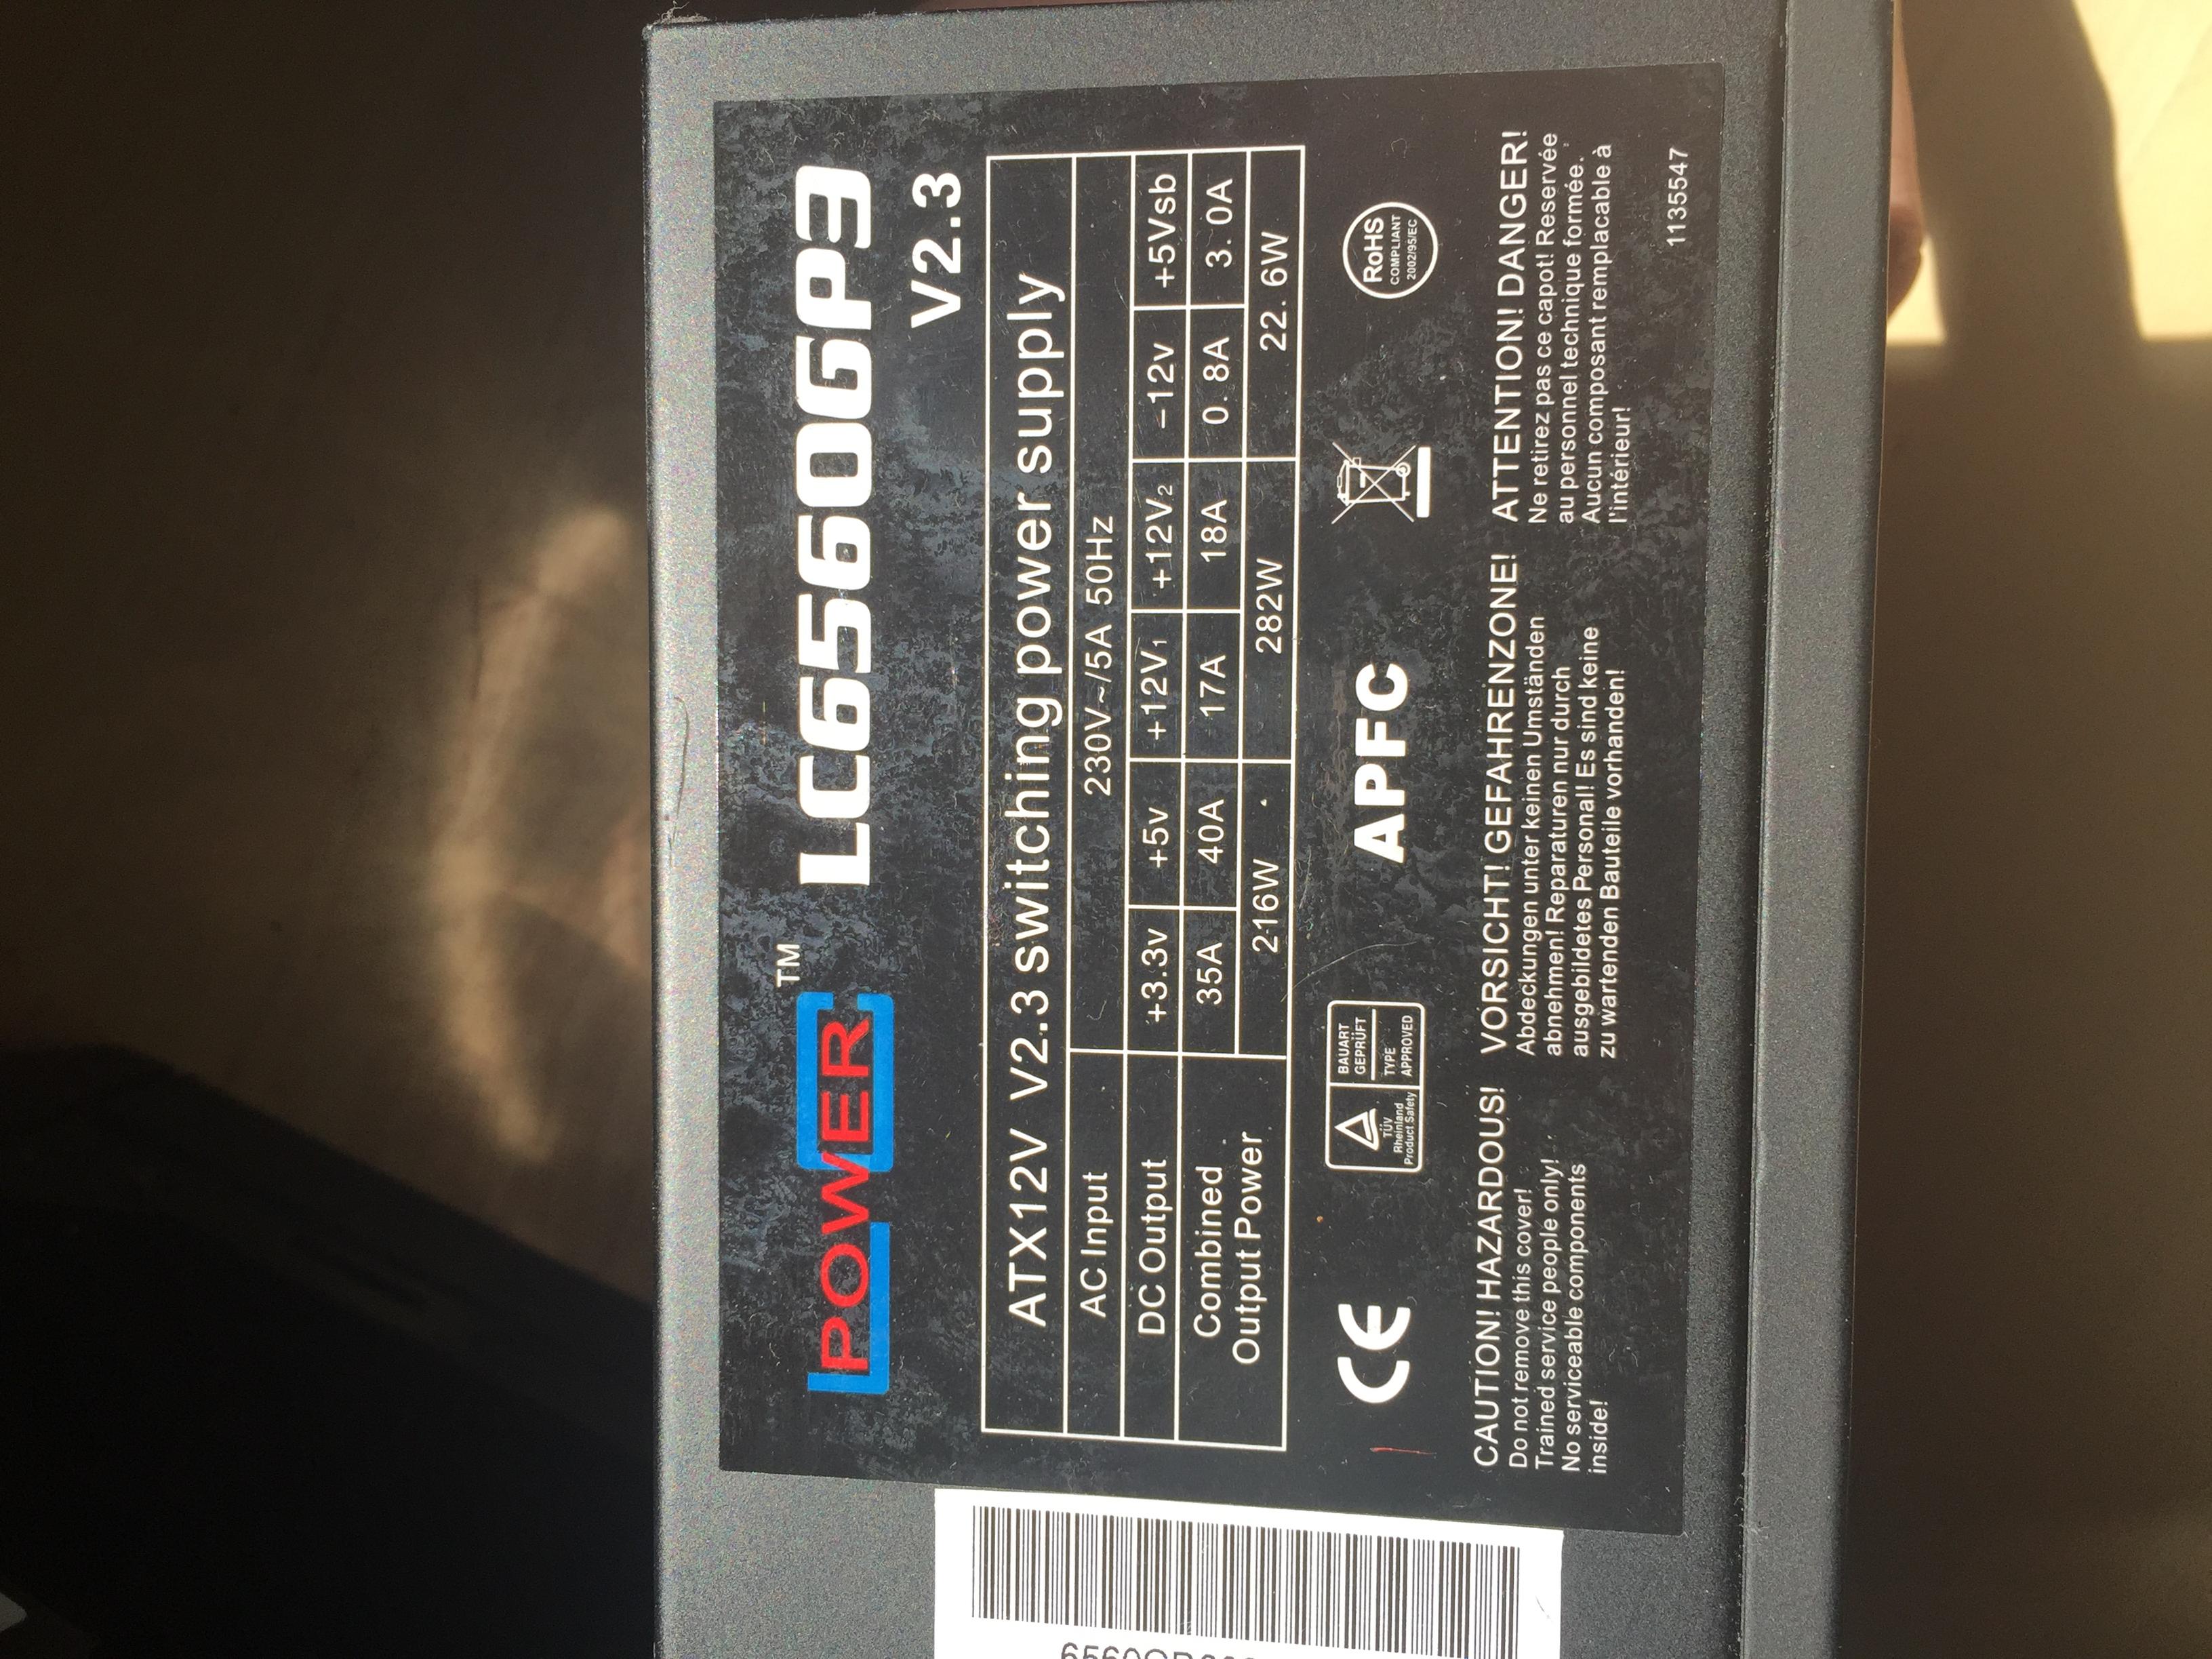 POWER™ LC6560GP3
V2.3
ATX12V V2.3 switching power supply
AC Input 230V~/5A 50Hz
DC Output +3.3v +5v +12V1 +12V2 -12v +5Vsb
Combined Output Power 35A 40A 17A 18A 0.8A 3.0A
216W 282W 22.6W
CE
TÜV
Rheinland
Product Safety
BAUART
GEPRÜFT
TYPE
APPROVED
APFC
RoHS
COMPLIANT
2002/95/EC
CAUTION! HAZARDOUS!
Do not remove this cover!
Trained service people only!
No serviceable components
inside!
VORSICHT! GEFAHRENZONE!
Abdeckungen unter keinen Umständen
abnehmen! Reparaturen nur durch
ausgebildetes Personal! Es sind keine
zu wartenden Bauteile vorhanden!
ATTENTION! DANGER!
Ne retirez pas ce capot! Reservée
au personnel technique formée.
Aucun composant remplacable à
l'intérieur!
1135547